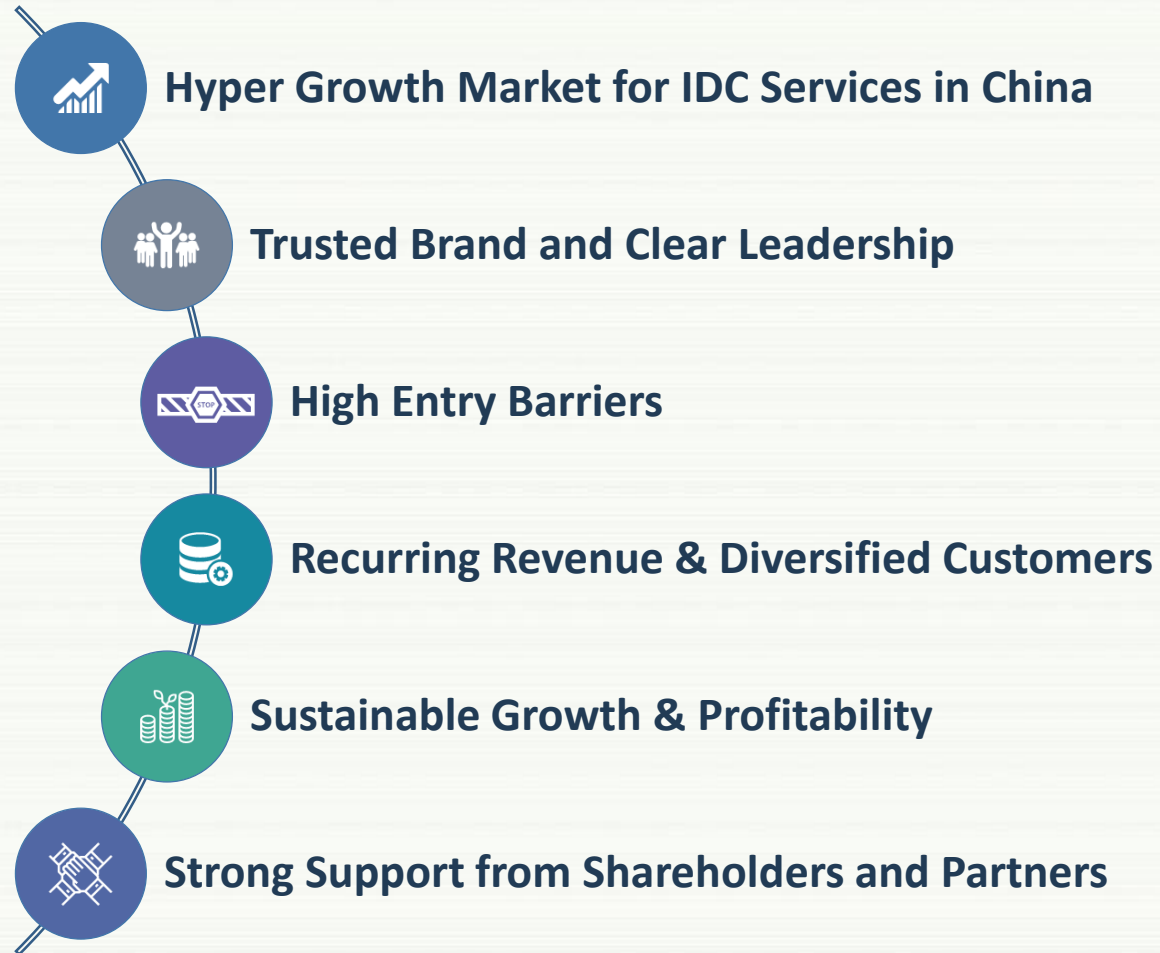 Hyper Growth Market for IDC Services in China
Trusted Brand and Clear Leadership
STOP
High Entry Barriers
Recurring Revenue & Diversified Customers
Sustainable Growth & Profitability
Strong Support from Shareholders and Partners